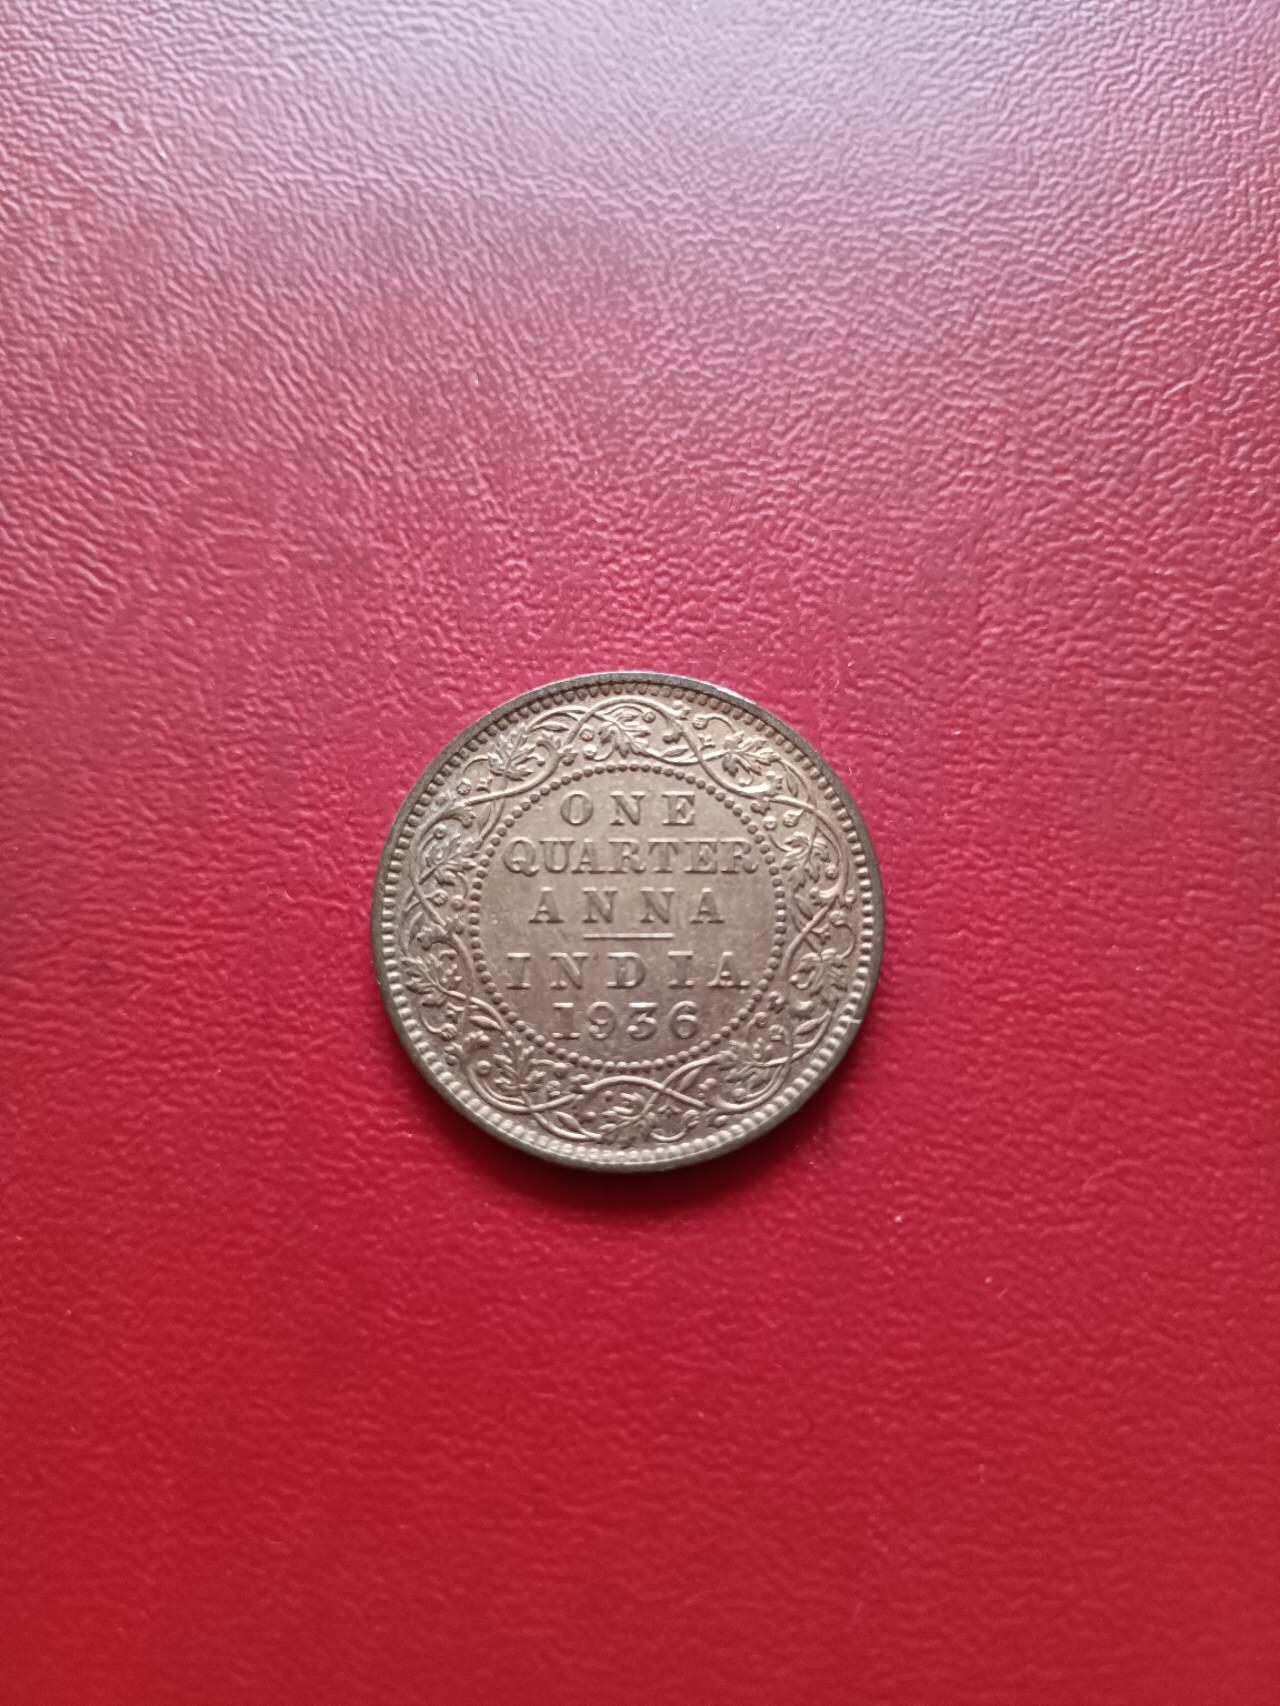 ONE
QUARTER
ANNA
INDIA
1936